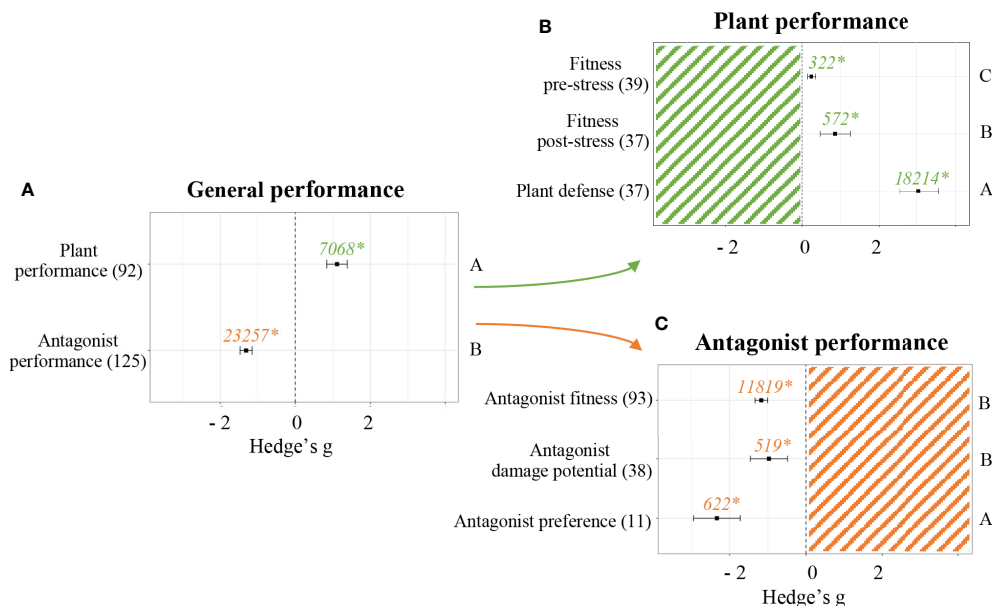 A
General performance
Plant
performance (92)
7068*
A
Antagonist
performance (125)
23257*
B
- 2
0
2
Hedge's g
B
Plant performance
Fitness
pre-stress (39)
322*
C
Fitness
post-stress (37)
572*
B
Plant defense (37)
18214*
A
- 2
0
2
C
Antagonist performance
Antagonist fitness (93)
11819*
B
Antagonist
damage potential (38)
519*
B
Antagonist preference (11)
622*
A
- 2
0
2
Hedge's g